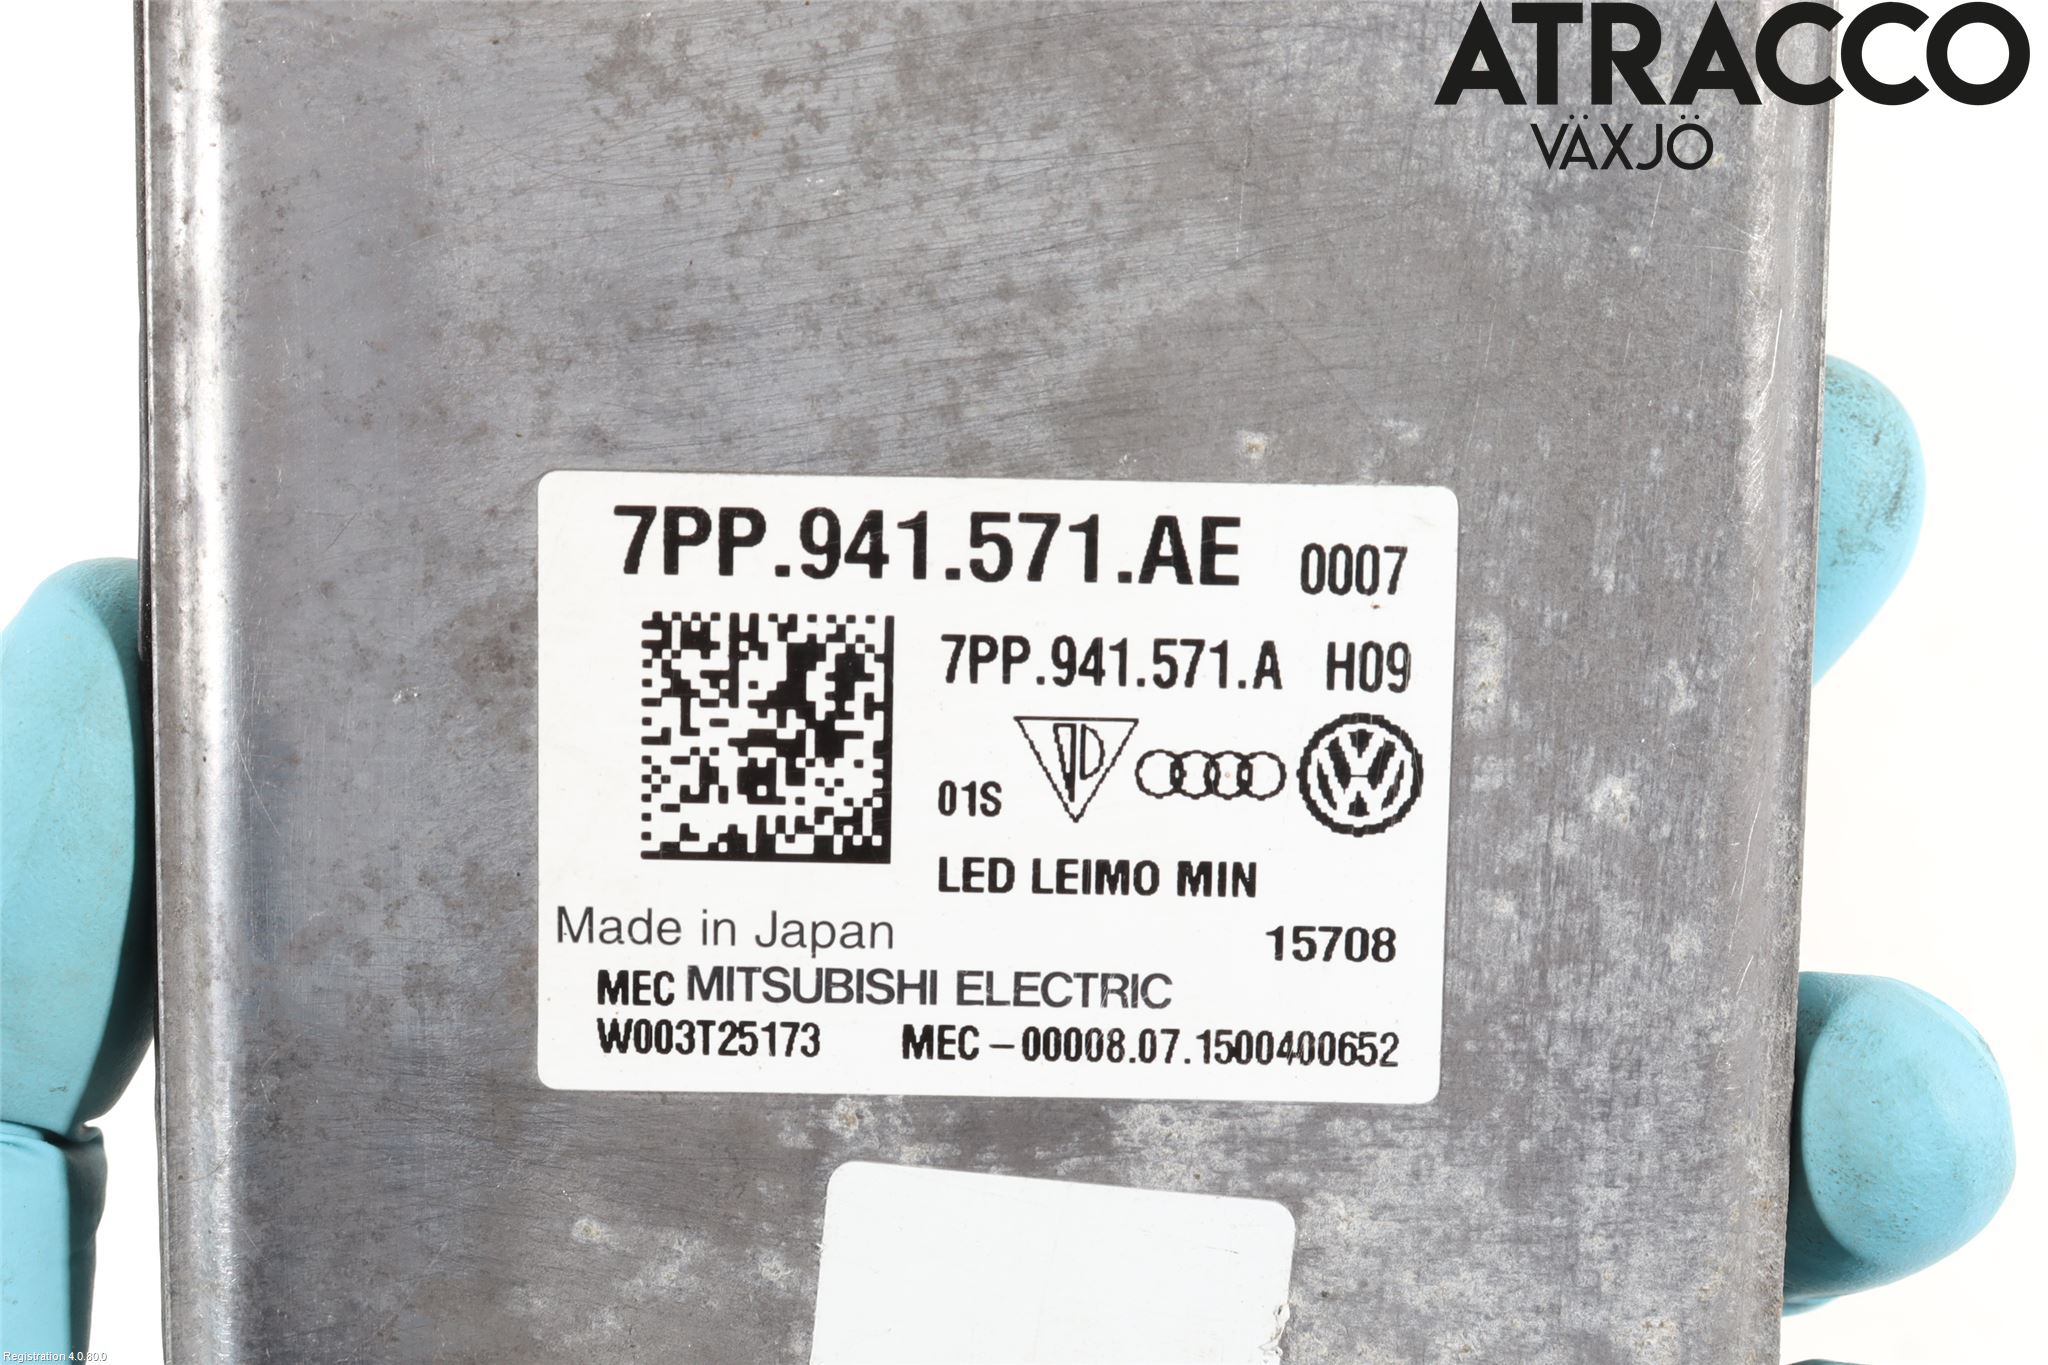 ATRACCO
VÄXJÖ
7PP.941.571.AE 0007
7PP.941.571.A H09
01S
LED LEIMO MIN
Made in Japan 15708
MEC MITSUBISHI ELECTRIC
W003T25173 MEC-00008.07.1500400652
Registration 4.0.80.0